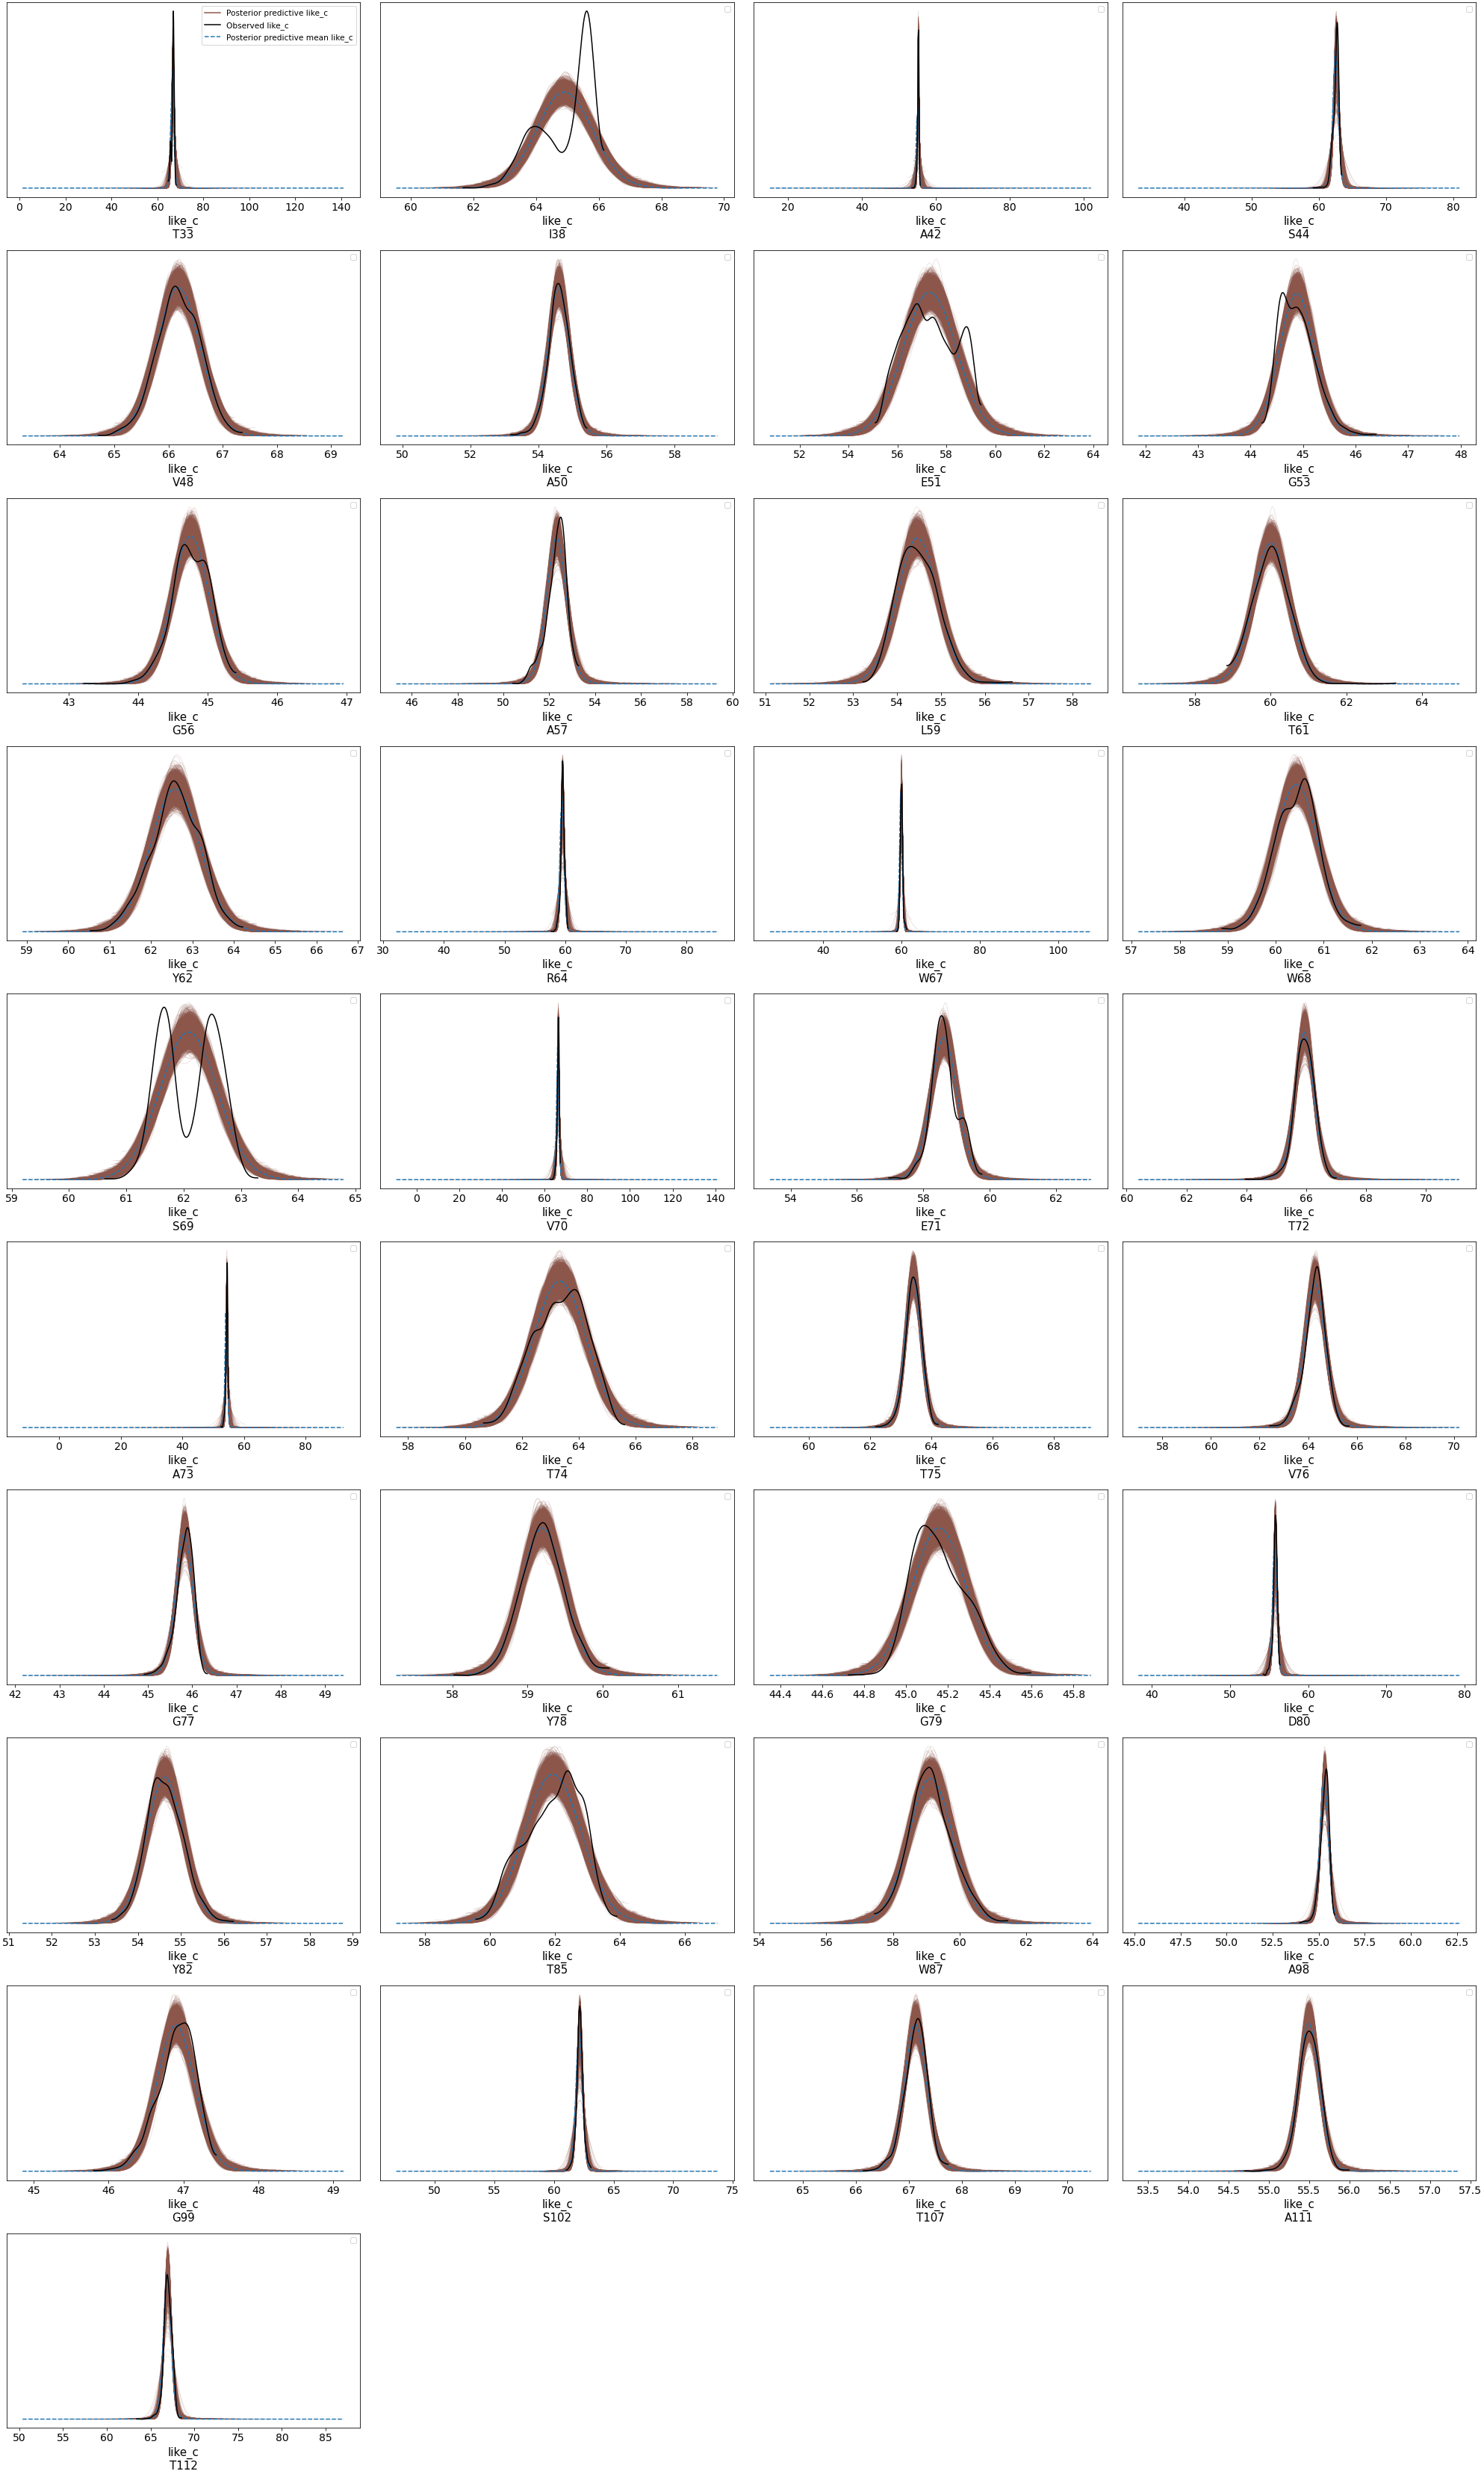 Posterior predictive like_c
Observed like_c
Posterior predictive mean like_c
0 20 40 60 80 100 120 140
like_c
T33
60 62 64 66 68 70
like_c
I38
20 40 60 80 100
like_c
A42
40 50 60 70 80
like_c
S44
64 65 66 67 68 69
like_c
V48
50 52 54 56 58
like_c
A50
52 54 56 58 60 62 64
like_c
E51
42 43 44 45 46 47 48
like_c
G53
43 44 45 46 47
like_c
G56
46 48 50 52 54 56 58 60
like_c
A57
51 52 53 54 55 56 57 58
like_c
L59
58 60 62 64
like_c
T61
59 60 61 62 63 64 65 66 67
like_c
Y62
30 40 50 60 70 80
like_c
R64
40 60 80 100
like_c
W67
57 58 59 60 61 62 63 64
like_c
W68
59 60 61 62 63 64 65
like_c
S69
0 20 40 60 80 100 120 140
like_c
V70
54 56 58 60 62
like_c
E71
60 62 64 66 68 70
like_c
T72
0 20 40 60 80
like_c
A73
58 60 62 64 66 68
like_c
T74
60 62 64 66 68
like_c
T75
58 60 62 64 66 68 70
like_c
V76
42 43 44 45 46 47 48 49
like_c
G77
58 59 60 61
like_c
Y78
44.4 44.6 44.8 45.0 45.2 45.4 45.6 45.8
like_c
G79
40 50 60 70 80
like_c
D80
51 52 53 54 55 56 57 58 59
like_c
Y82
58 60 62 64 66
like_c
T85
54 56 58 60 62 64
like_c
W87
45.0 47.5 50.0 52.5 55.0 57.5 60.0 62.5
like_c
A98
45 46 47 48 49
like_c
G99
50 55 60 65 70 75
like_c
S102
65 66 67 68 69 70
like_c
T107
53.5 54.0 54.5 55.0 55.5 56.0 56.5 57.0 57.5
like_c
A111
50 55 60 65 70 75 80 85
like_c
T112